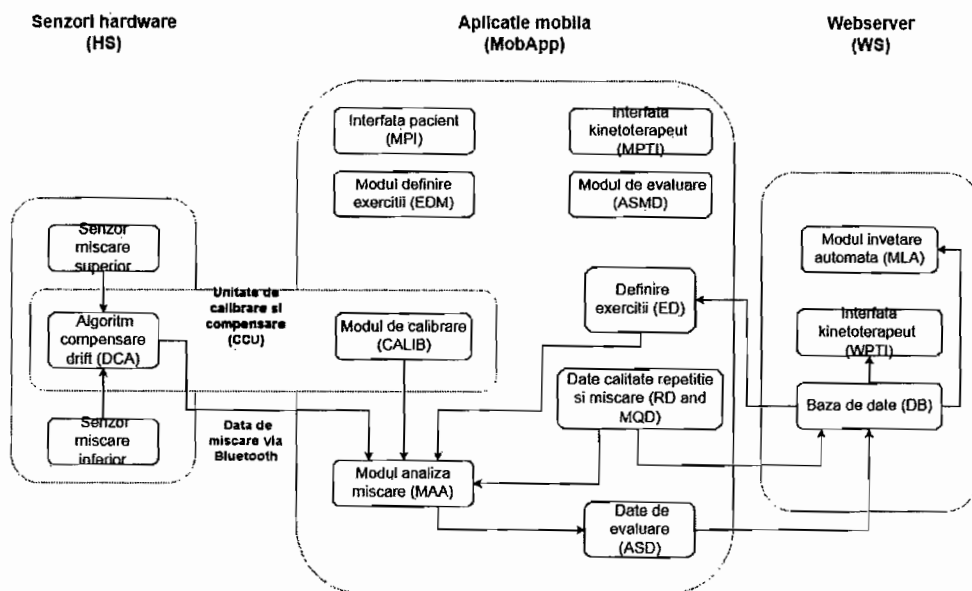 Senzori hardware
(HS)
Aplicatie mobila
(MobApp)
Webserver
(WS)
Interfata pacient
(MPI)
Interfata
kinetoterapeut
(MPTI)
Modul definire
exercitii (EDM)
Modul de evaluare
(ASMD)
Senzor
miscare
superior
Modul invetare
automata (MLA)
Unitate de
calibrare si
compensare
(CCU)
Definire
exercitii (ED)
Algoritm
compensare
drift (DCA)
Modul de calibrare
(CALIB)
Interfata
kinetoterapeut
(WPTI)
Date calitate repetitie
si miscare (RD and
MQD)
Baza de date (DB)
Senzor
miscare
inferior
Data de
miscare via
Bluetooth
Modul analiza
miscare (MAA)
Date de
evaluare
(ASD)